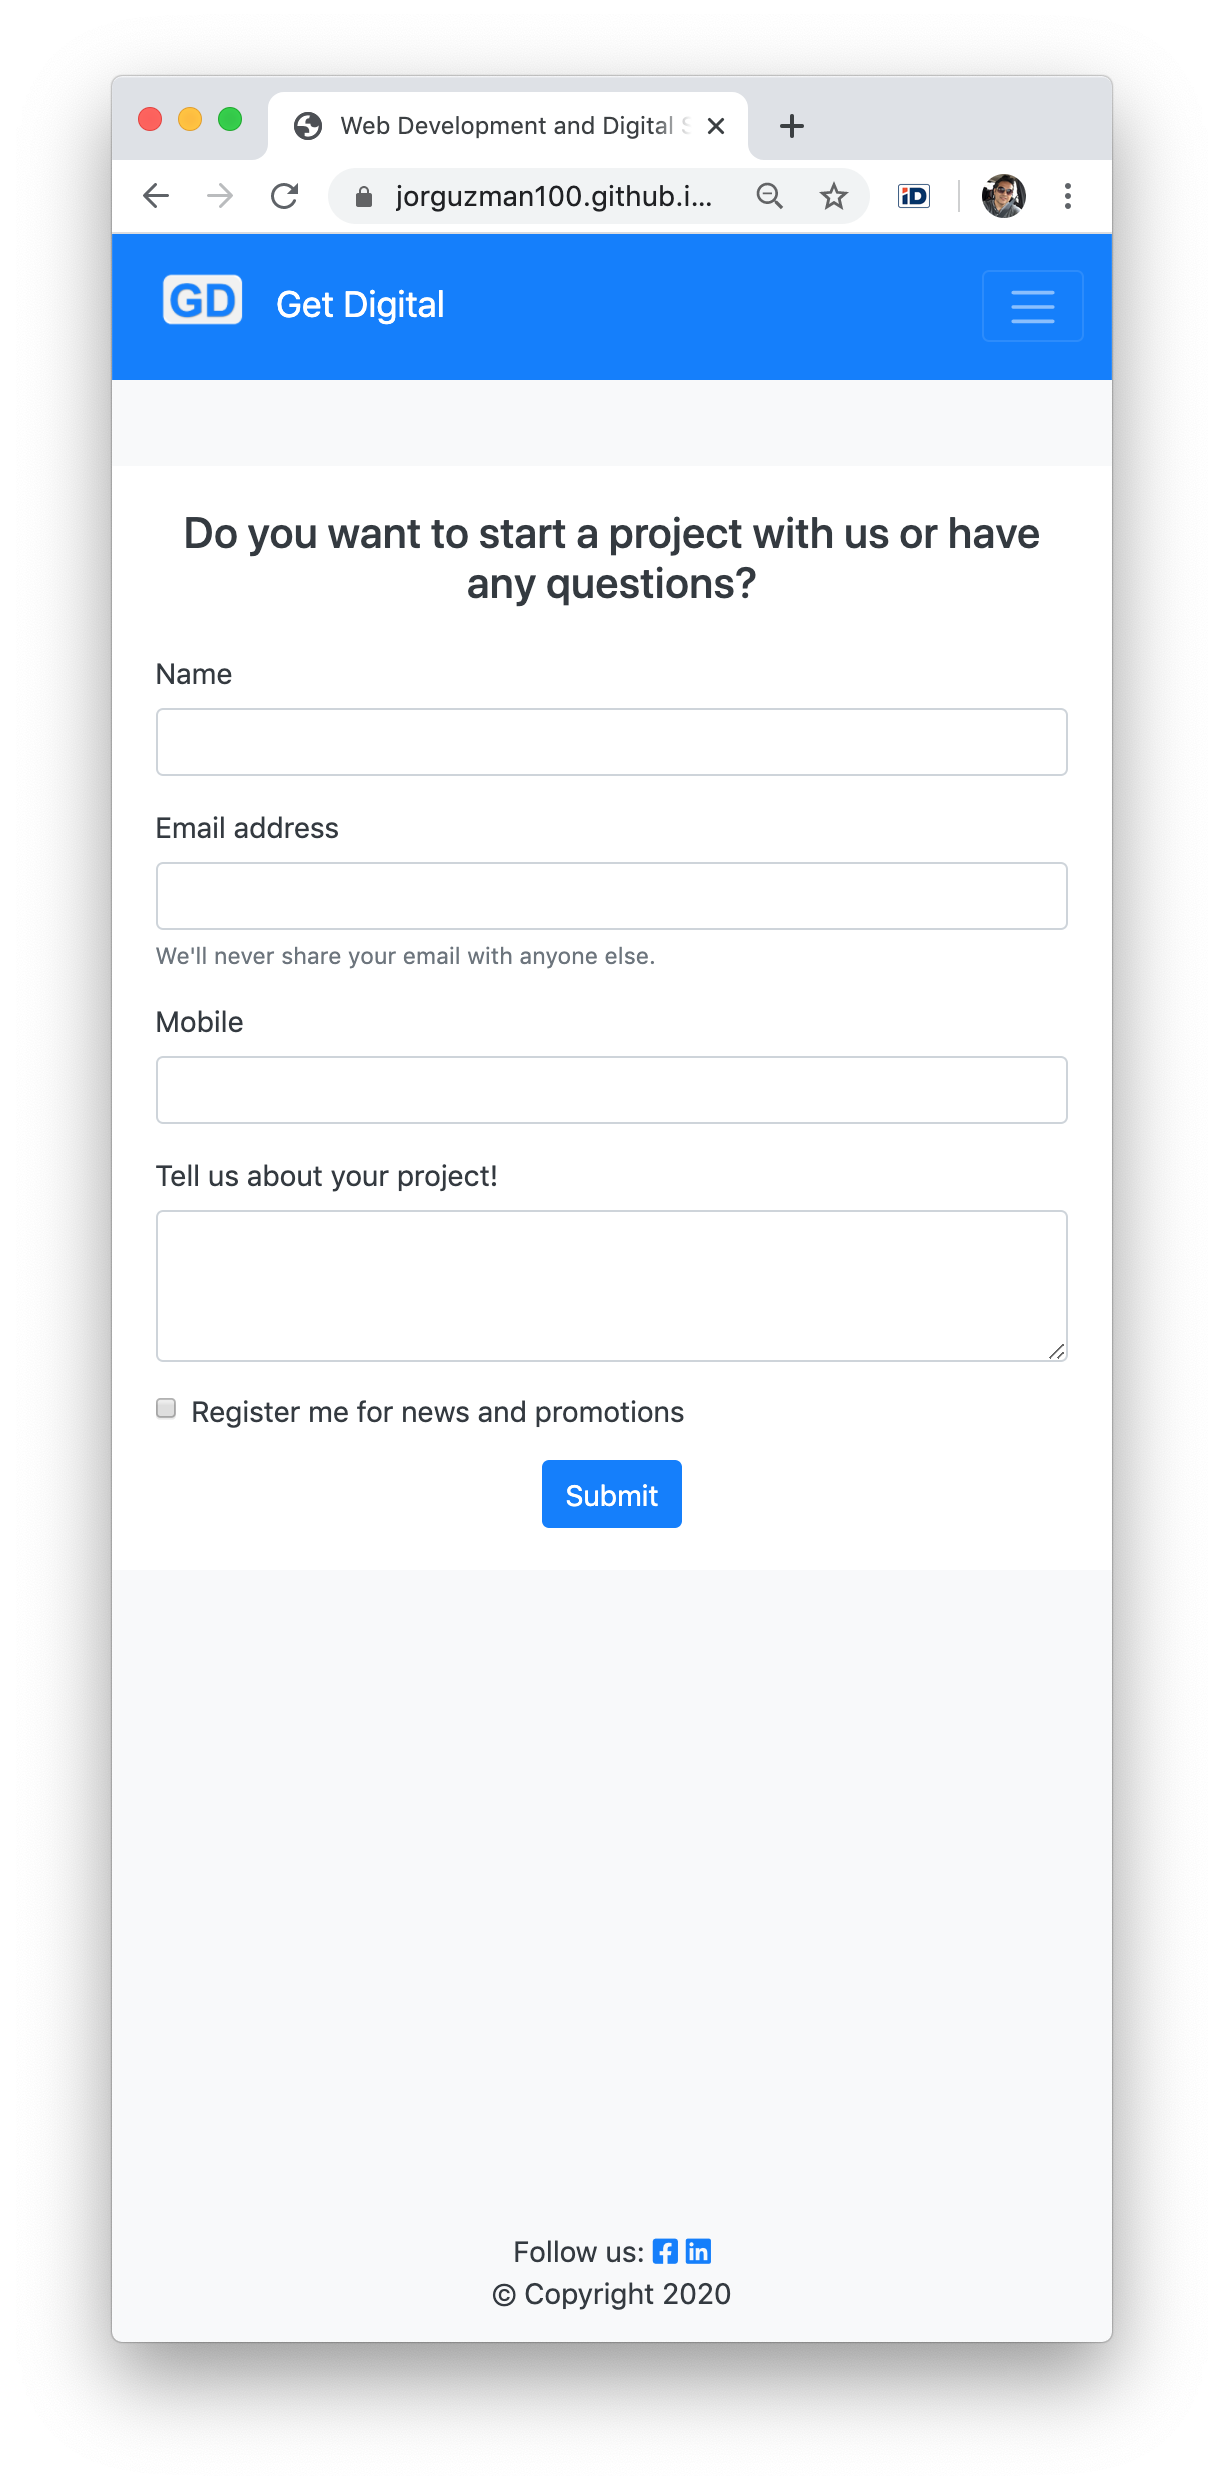 Web Development and Digital
jorguzman100.github.i...
iD
GD
Get Digital
Do you want to start a project with us or have
any questions?
Name
Email address
We'll never share your email with anyone else.
Mobile
Tell us about your project!
Register me for news and promotions
Submit
Follow us:
© Copyright 2020